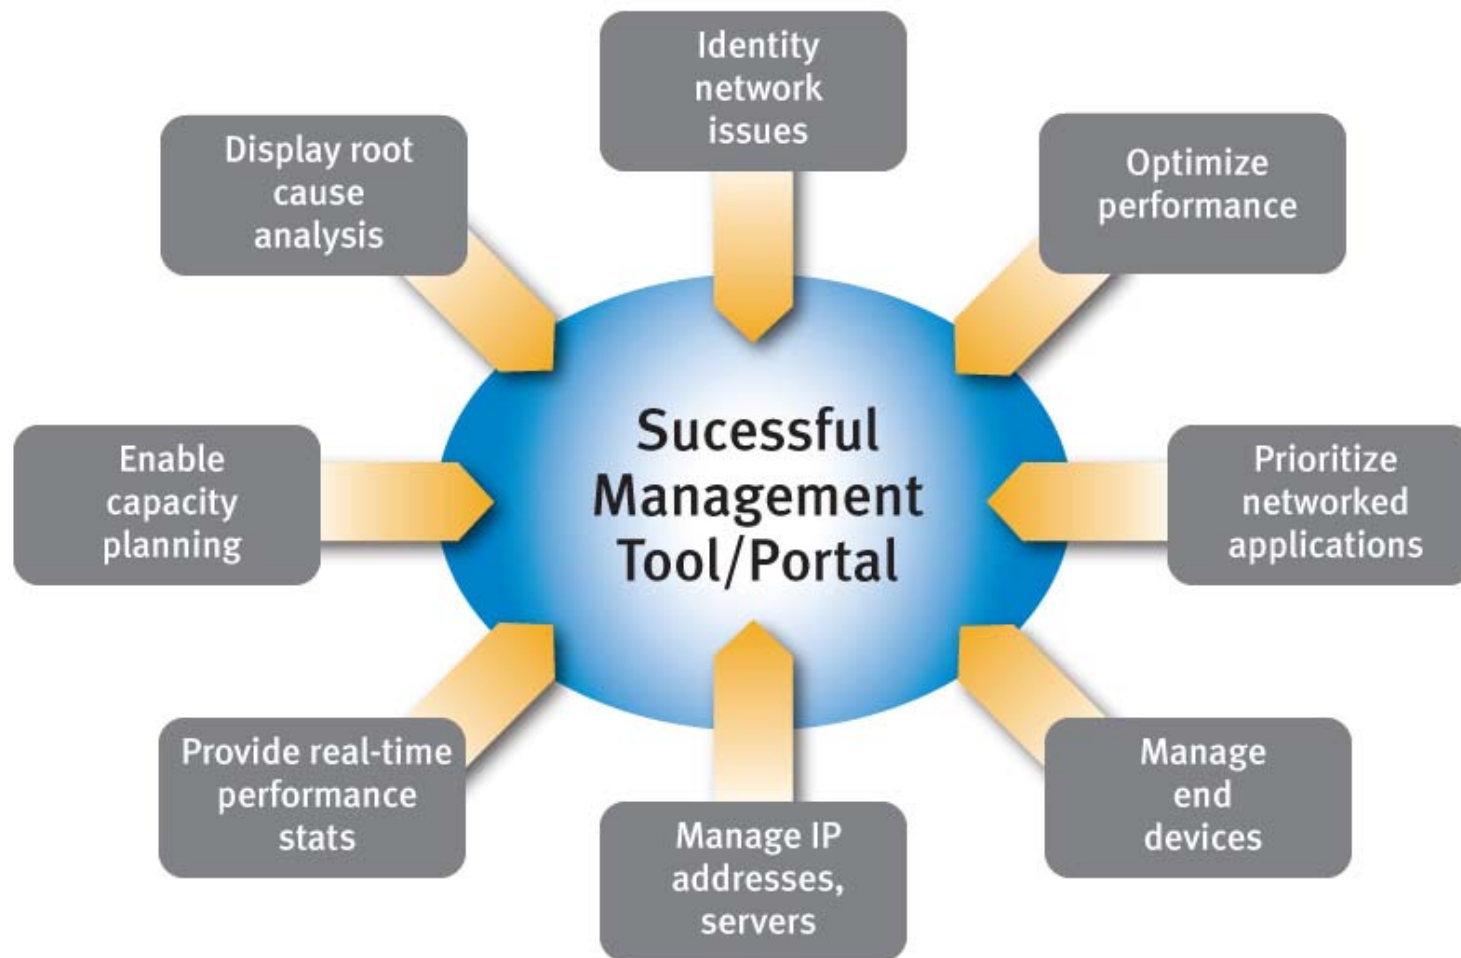 Identity
network
issues
Display root
cause
analysis
Optimize
performance
Enable
capacity
planning
Sucessful
Management
Tool/Portal
Prioritize
networked
applications
Provide real-time
performance
stats
Manage IP
addresses,
servers
Manage
end
devices